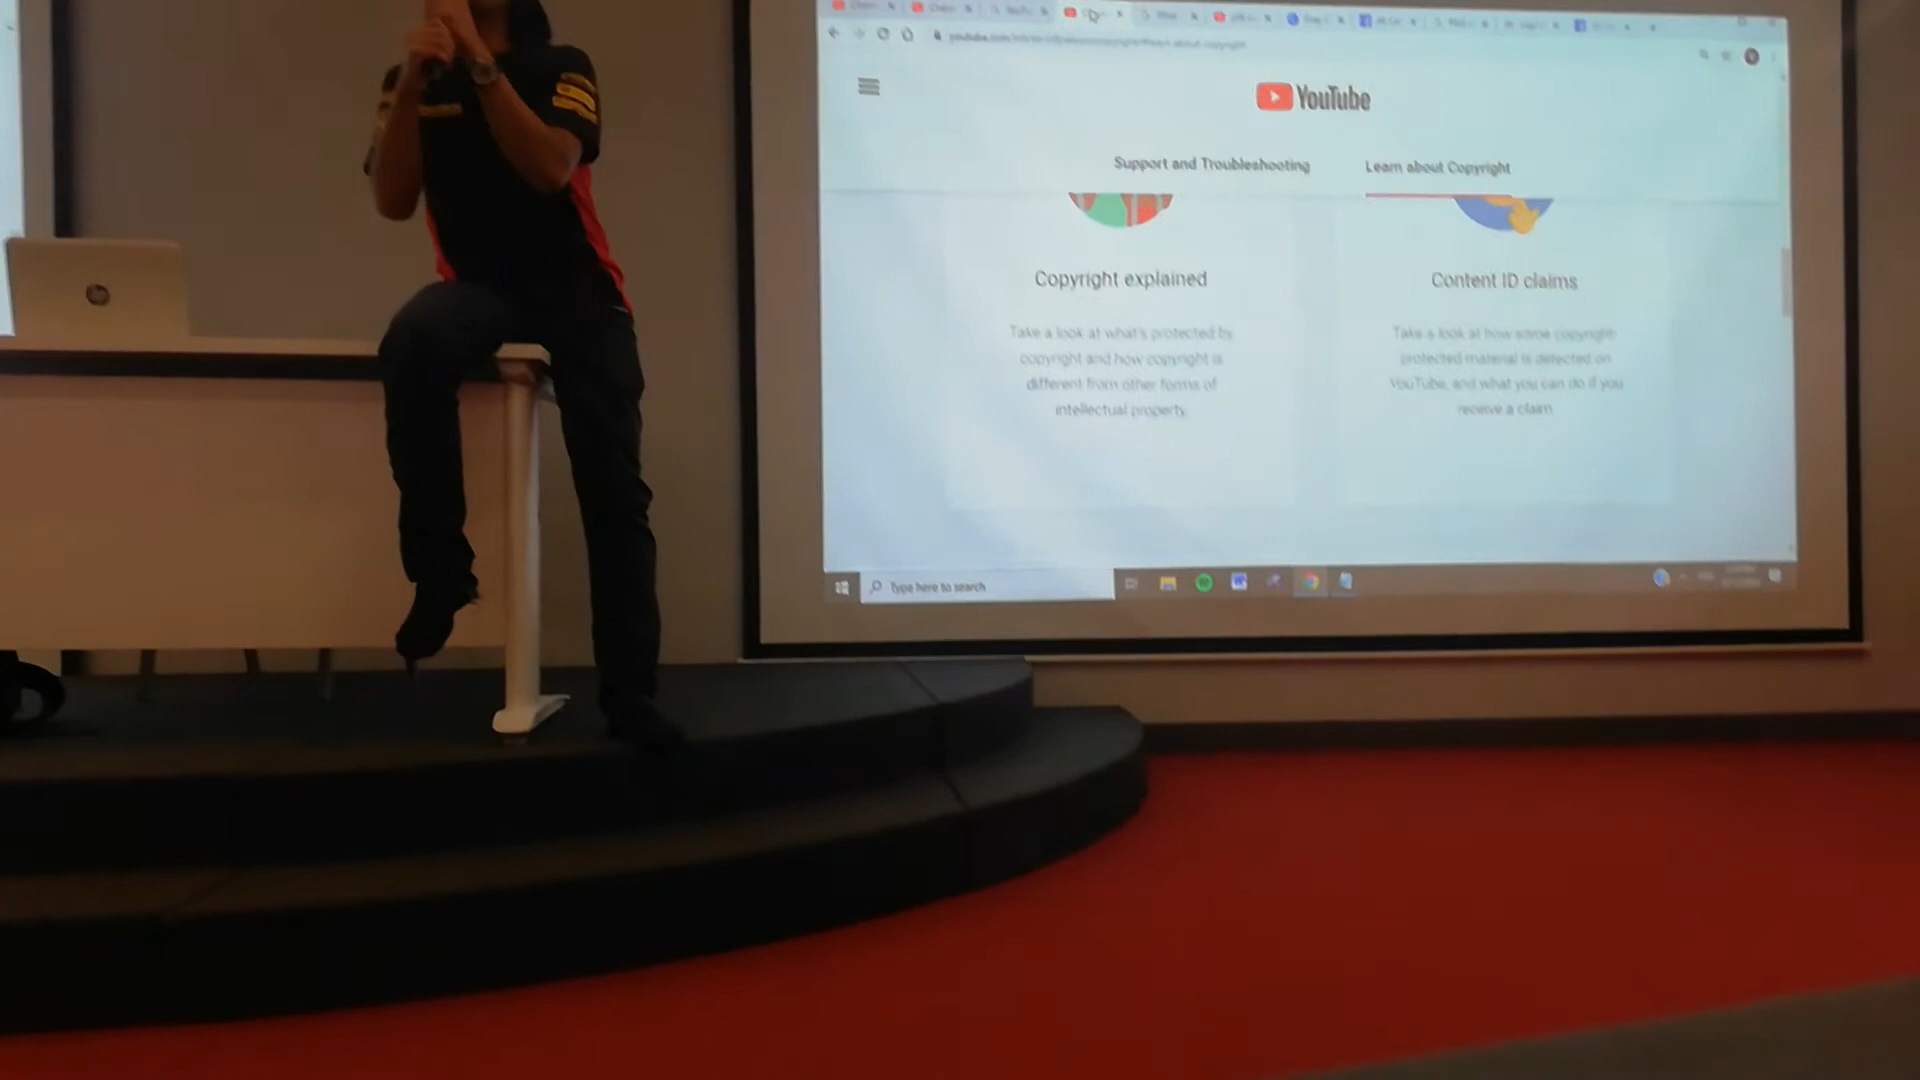 YouTube
Support and Troubleshooting
Learn about Copyright
Copyright explained
Take a look at what's protected by
copyright and how copyright is
different from other forms of
intellectual property
Content ID claims
Take a look at how some copyright-
protected material is detected on
YouTube, and what you can do if you
receive a claim
Type here to search